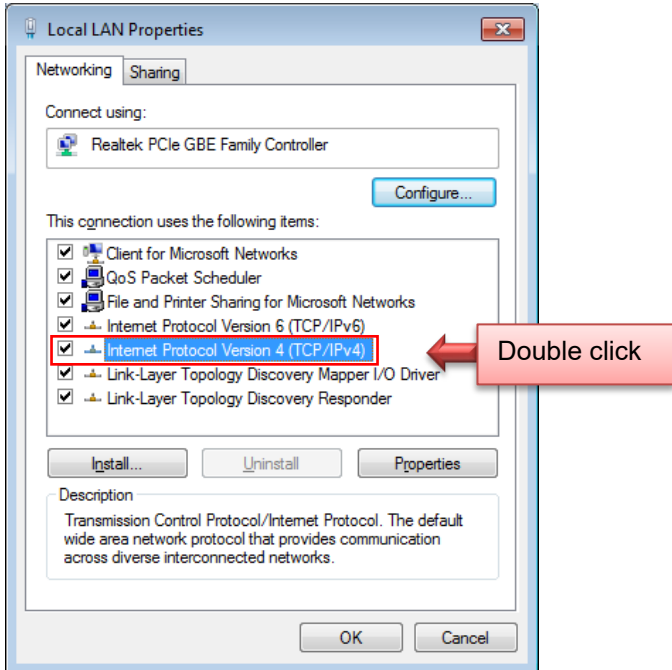 Local LAN Properties
Networking
Sharing
Connect using:
Realtek PCIe GBE Family Controller
Configure...
This connection uses the following items:
Client for Microsoft Networks
QoS Packet Scheduler
File and Printer Sharing for Microsoft Networks
Internet Protocol Version 6 (TCP/IPv6)
Internet Protocol Version 4 (TCP/IPv4)
Double click
Link-Layer Topology Discovery Mapper I/O Driver
Link-Layer Topology Discovery Responder
Install...
Uninstall
Properties
Description
Transmission Control Protocol/Internet Protocol. The default
wide area network protocol that provides communication
across diverse interconnected networks.
OK
Cancel